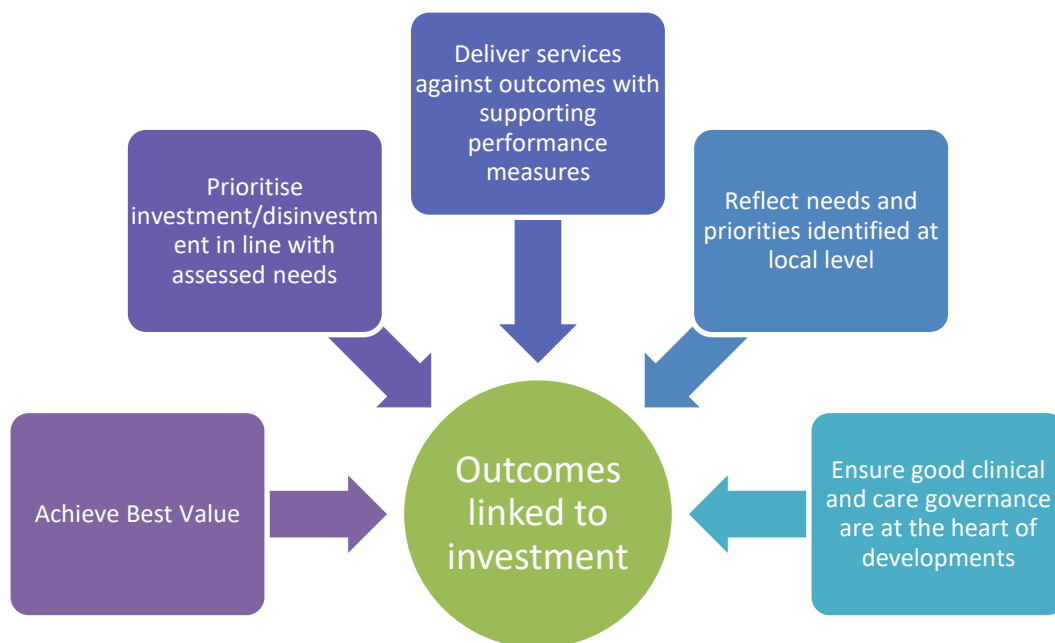 Deliver services
against outcomes with
supporting
performance
measures
Prioritise
investment/disinvestm
ent in line with
assessed needs
Reflect needs and
priorities identified at
local level
Achieve Best Value
Outcomes
linked to
investment
Ensure good clinical
and care governance
are at the heart of
developments